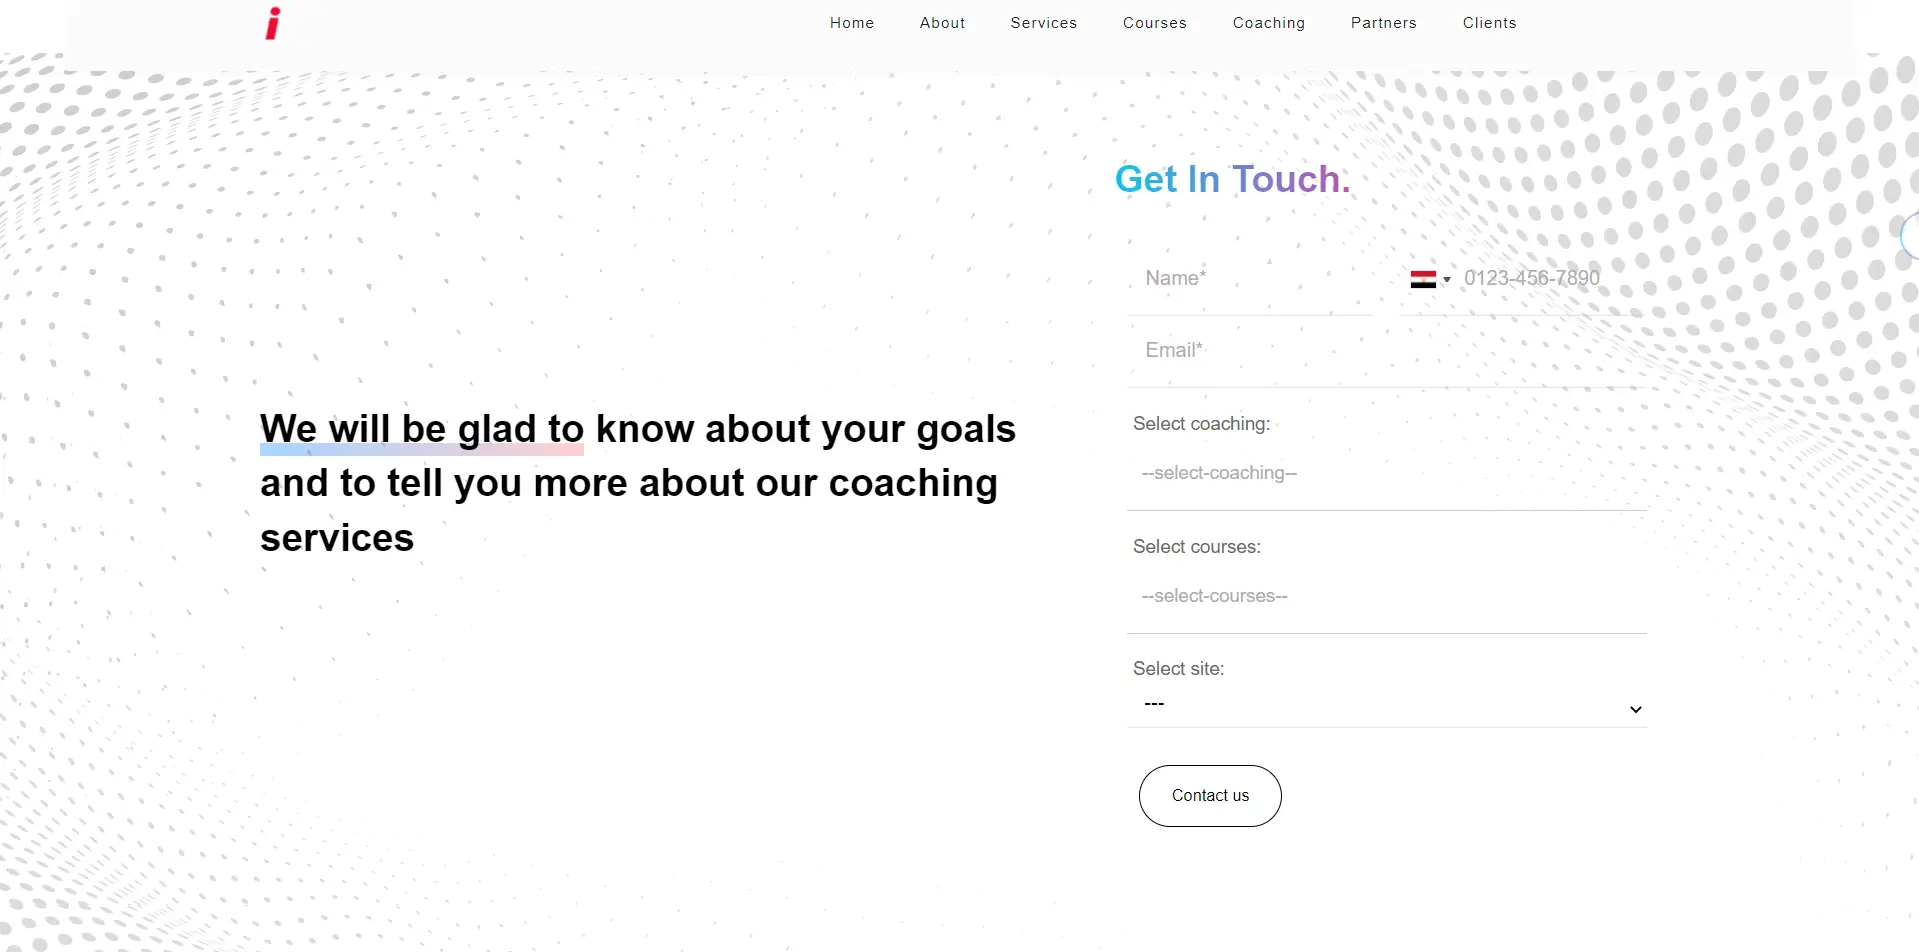 i
Home About Services Courses Coaching Partners Clients
Get In Touch.
Name* 0123-456-7890
Email*
We will be glad to know about your goals
and to tell you more about our coaching
services
Select coaching:
--select-coaching--
Select courses:
--select-courses--
Select site:
---
Contact us